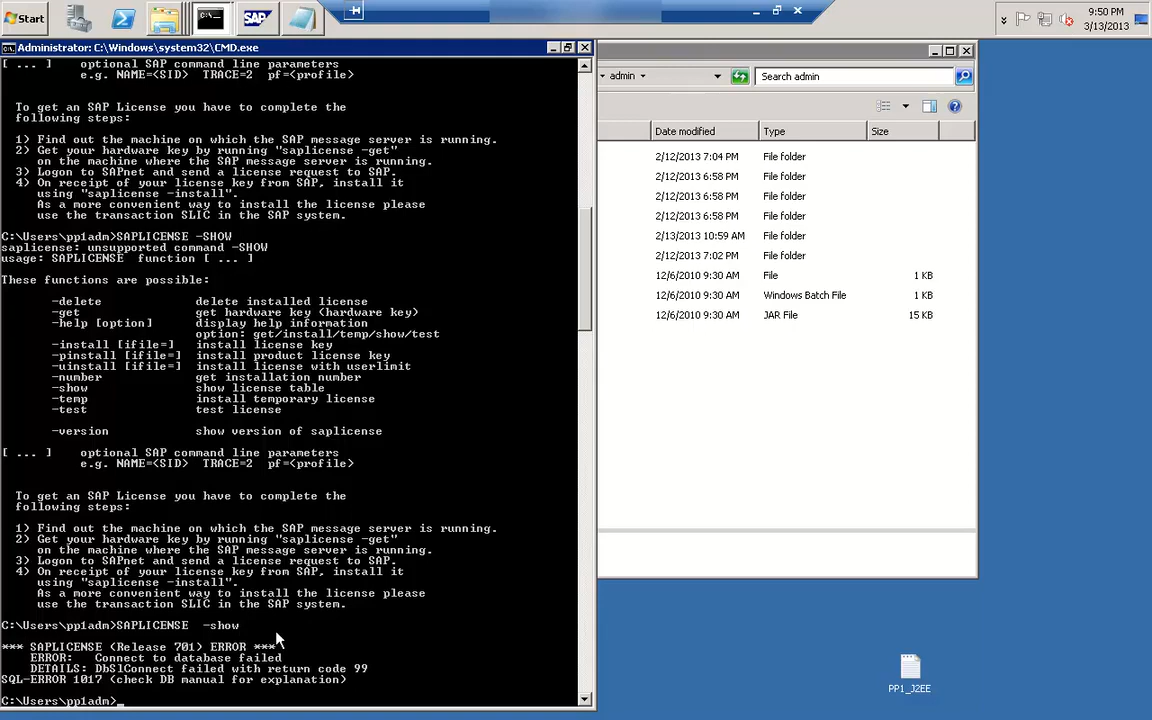 Start
C:\.
SAP
9:50 PM
3/13/2013
Administrator: C:\Windows\system32\CMD.exe
[ ... ]    optional SAP command line parameters
e.g. NAME=<SID>  TRACE=2  pf=<profile>
To get an SAP License you have to complete the
following steps:
1) Find out the machine on which the SAP message server is running.
2) Get your hardware key by running "saplicense -get"
on the machine where the SAP message server is running.
3) Logon to SAPnet and send a license request to SAP.
4) On receipt of your license key from SAP, install it
using "saplicense -install".
As a more convenient way to install the license please
use the transaction SLIC in the SAP system.
C:\Users\pp1adm>SAPLICENSE -SHOW
saplicense: unsupported command -SHOW
usage: SAPLICENSE  function [ ... ]
These functions are possible:
-delete             delete installed license
-get                get hardware key (hardware key)
-help [option]      display help information
option: get/install/temp/show/test
-install [ifile=]   install license key
-pinstall [ifile=]  install product license key
-uinstall [ifile=]  install license with userlimit
-number             get installation number
-show               show license table
-temp               install temporary license
-test               test license
-version            show version of saplicense
[ ... ]    optional SAP command line parameters
e.g. NAME=<SID>  TRACE=2  pf=<profile>
To get an SAP License you have to complete the
following steps:
1) Find out the machine on which the SAP message server is running.
2) Get your hardware key by running "saplicense -get"
on the machine where the SAP message server is running.
3) Logon to SAPnet and send a license request to SAP.
4) On receipt of your license key from SAP, install it
using "saplicense -install".
As a more convenient way to install the license please
use the transaction SLIC in the SAP system.
C:\Users\pp1adm>SAPLICENSE  -show
*** SAPLICENSE (Release 701) ERROR ***
ERROR:   Connect to database failed
DETAILS: DbSlConnect failed with return code 99
SQL-ERROR 1017 (check DB manual for explanation)
C:\Users\pp1adm>_
admin
Search admin
Date modified  Type  Size
2/12/2013 7:04 PM  File folder
2/12/2013 6:58 PM  File folder
2/12/2013 6:58 PM  File folder
2/12/2013 6:58 PM  File folder
2/13/2013 10:59 AM  File folder
2/12/2013 7:02 PM  File folder
12/6/2010 9:30 AM  File  1 KB
12/6/2010 9:30 AM  Windows Batch File  1 KB
12/6/2010 9:30 AM  JAR File  15 KB
PP1_J2EE